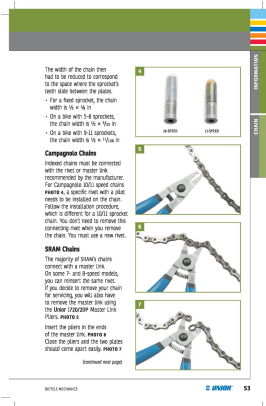 The width of the chain then
had to be reduced to correspond
to the space where the sprocket's
teeth slide between the plates.
• For a fixed sprocket, the chain
width is ½ × ⅛ in
• On a bike with 5–8 sprockets,
the chain width is ½ × ³⁄₃₂ in
• On a bike with 9–11 sprockets,
the chain width is ½ × ¹¹⁄₁₂₈ in
Campagnolo Chains
Indexed chains must be connected
with the rivet or master link
recommended by the manufacturer.
For Campagnolo 10/11 speed chains
PHOTO 4, a specific rivet with a pilot
needs to be installed on the chain.
Follow the installation procedure,
which is different for a 10/11 sprocket
chain. You don't need to remove this
connecting rivet when you remove
the chain. You must use a new rivet.
SRAM Chains
The majority of SRAM's chains
connect with a master link.
On some 7- and 8-speed models,
you can reinsert the same rivet.
If you decide to remove your chain
for servicing, you will also have
to remove the master link using
the Unior 1720/2DP Master Link
Pliers. PHOTO 5
Insert the pliers in the ends
of the master link. PHOTO 6
Close the pliers and the two plates
should come apart easily. PHOTO 7
(continued next page)
4
10-SPEED
11-SPEED
5
6
7
INFORMATION
CHAIN
BICYCLE MECHANICS
UNIOR
53